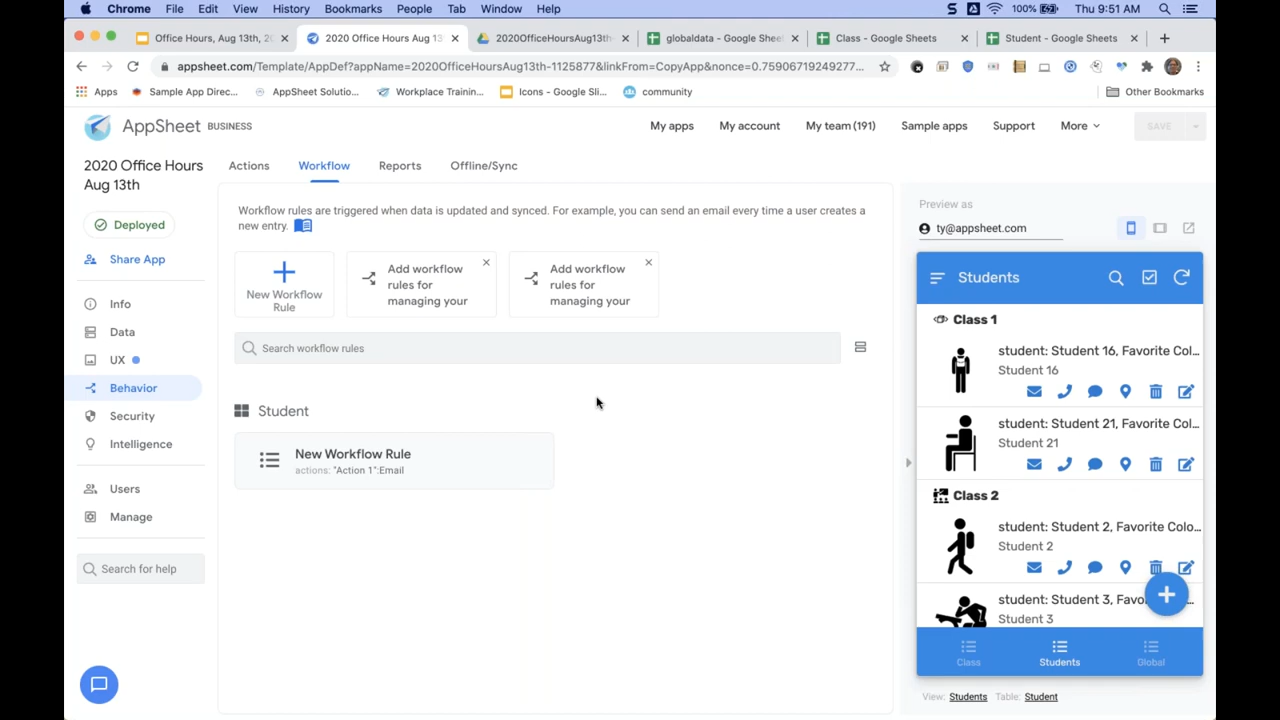 Chrome File Edit View History Bookmarks People Tab Window Help
S 100% Thu 9:51 AM
Office Hours, Aug 13th, 20
2020 Office Hours Aug 13
2020OfficeHoursAug13th
globaldata - Google Sheet
Class - Google Sheets
Student - Google Sheets
appsheet.com/Template/AppDef?appName=2020OfficeHoursAug13th-1125877&linkFrom=CopyApp&nonce=0.75906719249277...
Apps Sample App Direc... AppSheet Solutio... Workplace Trainin... Icons - Google Sli... community Other Bookmarks
AppSheet BUSINESS
My apps My account My team (191) Sample apps Support More SAVE
2020 Office Hours
Aug 13th
Deployed
Share App
Info
Data
UX
Behavior
Security
Intelligence
Users
Manage
Search for help
Actions Workflow Reports Offline/Sync
Workflow rules are triggered when data is updated and synced. For example, you can send an email every time a user creates a
new entry.
New Workflow
Rule
Add workflow
rules for
managing your
Add workflow
rules for
managing your
Search workflow rules
Student
New Workflow Rule
actions: "Action 1":Email
Preview as
ty@appsheet.com
Students
Class 1
student: Student 16, Favorite Col...
Student 16
student: Student 21, Favorite Col...
Student 21
Class 2
student: Student 2, Favorite Colo...
Student 2
student: Student 3, Favo
Student 3
Class Students Global
View: Students Table: Student